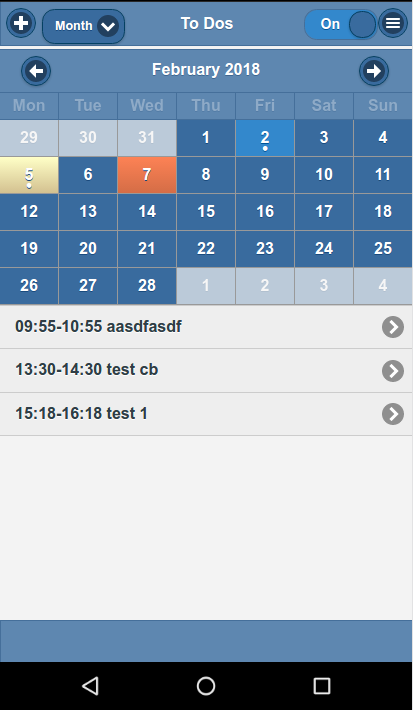 Month To Dos On
February 2018
Mon Tue Wed Thu Fri Sat Sun
29 30 31 1 2 3 4
5 6 7 8 9 10 11
12 13 14 15 16 17 18
19 20 21 22 23 24 25
26 27 28 1 2 3 4
09:55-10:55 aasdfasdf
13:30-14:30 test cb
15:18-16:18 test 1